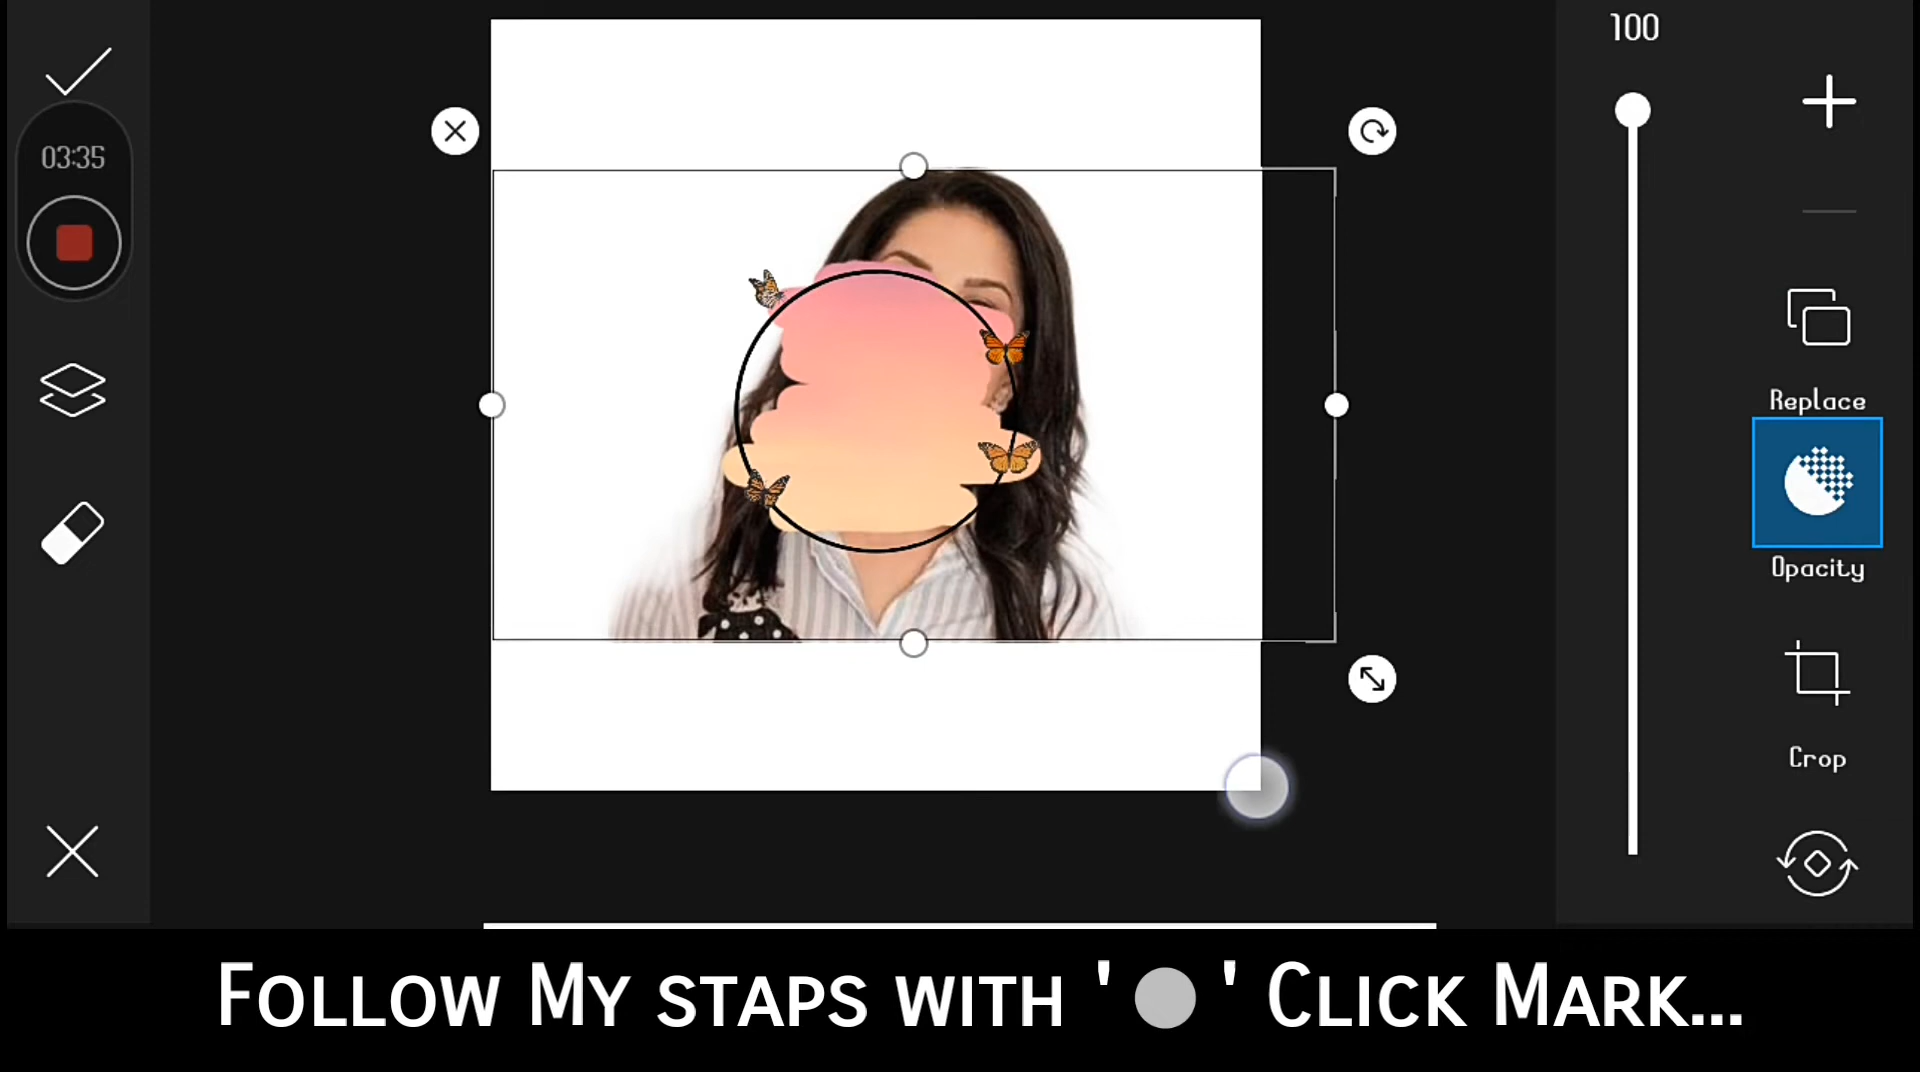 100
03:35
Replace
Opacity
Crop
Follow My staps with ' ' Click Mark...